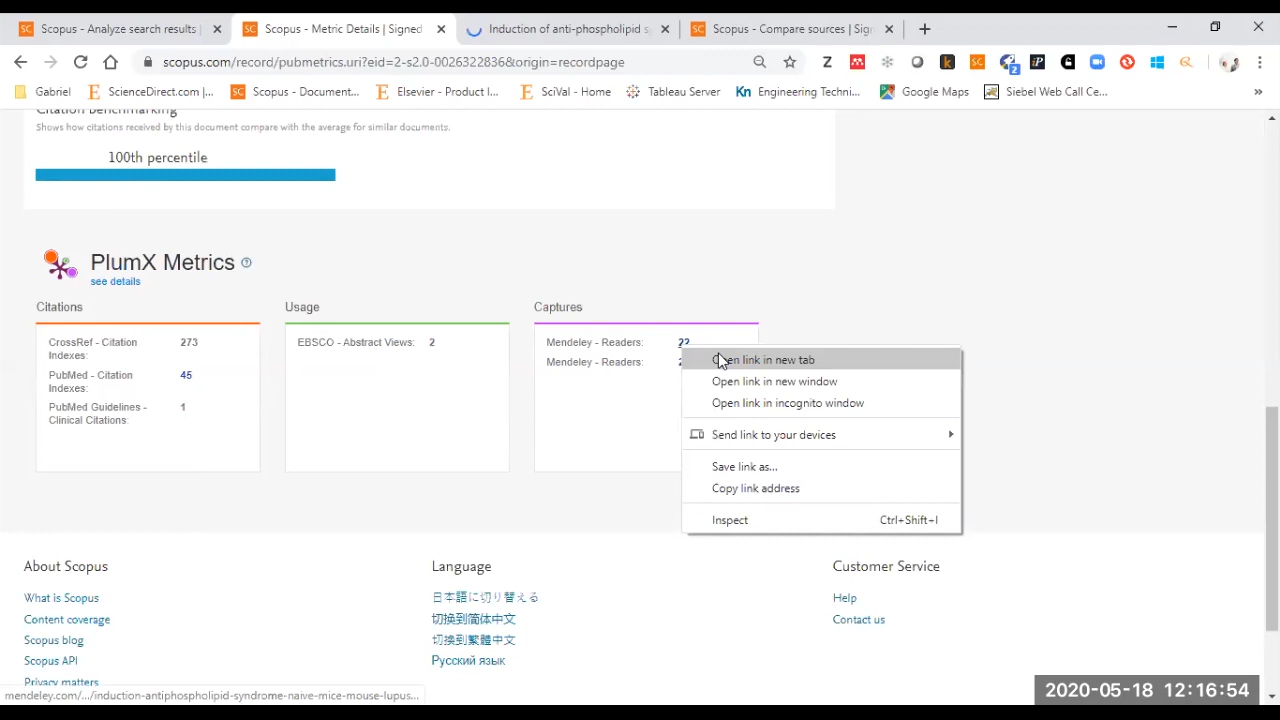 Scopus - Analyze search results |
Scopus - Metric Details | Signed
Induction of anti-phospholipid s
Scopus - Compare sources | Sig
scopus.com/record/pubmetrics.uri?eid=2-s2.0-0026322836&origin=recordpage
Gabriel
ScienceDirect.com |...
Scopus - Document...
Elsevier - Product I...
SciVal - Home
Tableau Server
Engineering Techni...
Google Maps
Siebel Web Call Ce...
Citation Benchmarking
Shows how citations received by this document compare with the average for similar documents.
100th percentile
PlumX Metrics
see details
Citations
CrossRef - Citation Indexes: 273
PubMed - Citation Indexes: 45
PubMed Guidelines - Clinical Citations: 1
Usage
EBSCO - Abstract Views: 2
Captures
Mendeley - Readers: 22
Mendeley - Readers:
Open link in new tab
Open link in new window
Open link in incognito window
Send link to your devices
Save link as...
Copy link address
Inspect Ctrl+Shift+I
About Scopus
What is Scopus
Content coverage
Scopus blog
Scopus API
Privacy matters
Language
日本語に切り替える
切换到简体中文
切換到繁體中文
Русский язык
Customer Service
Help
Contact us
mendeley.com/.../induction-antiphospholipid-syndrome-naive-mice-mouse-lupus...
2020-05-18 12:16:54